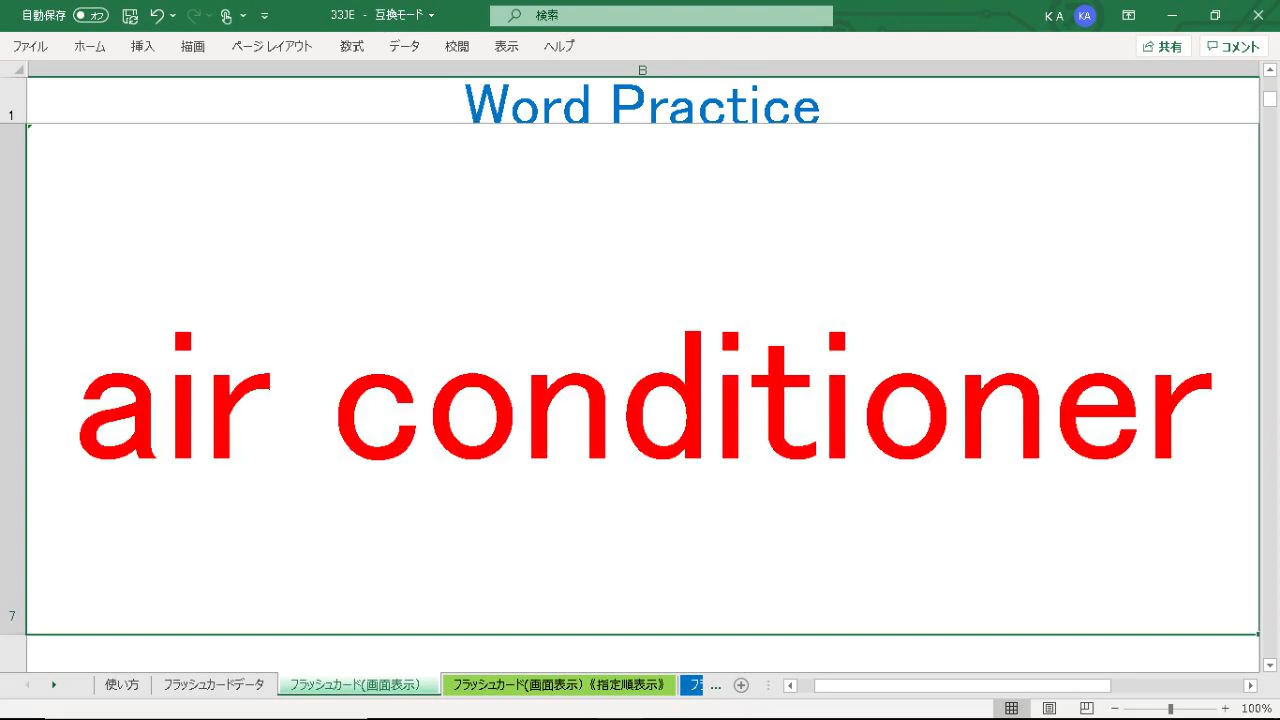 自動保存 オフ 33JE - 互換モード 検索 K A KA
ファイル ホーム 挿入 描画 ページ レイアウト 数式 データ 校閲 表示 ヘルプ 共有 コメント
B
1 Word Practice
air conditioner
7
使い方 フラッシュカードデータ フラッシュカード(画面表示) フラッシュカード(画面表示)《指定順表示》 フラ ...
100%